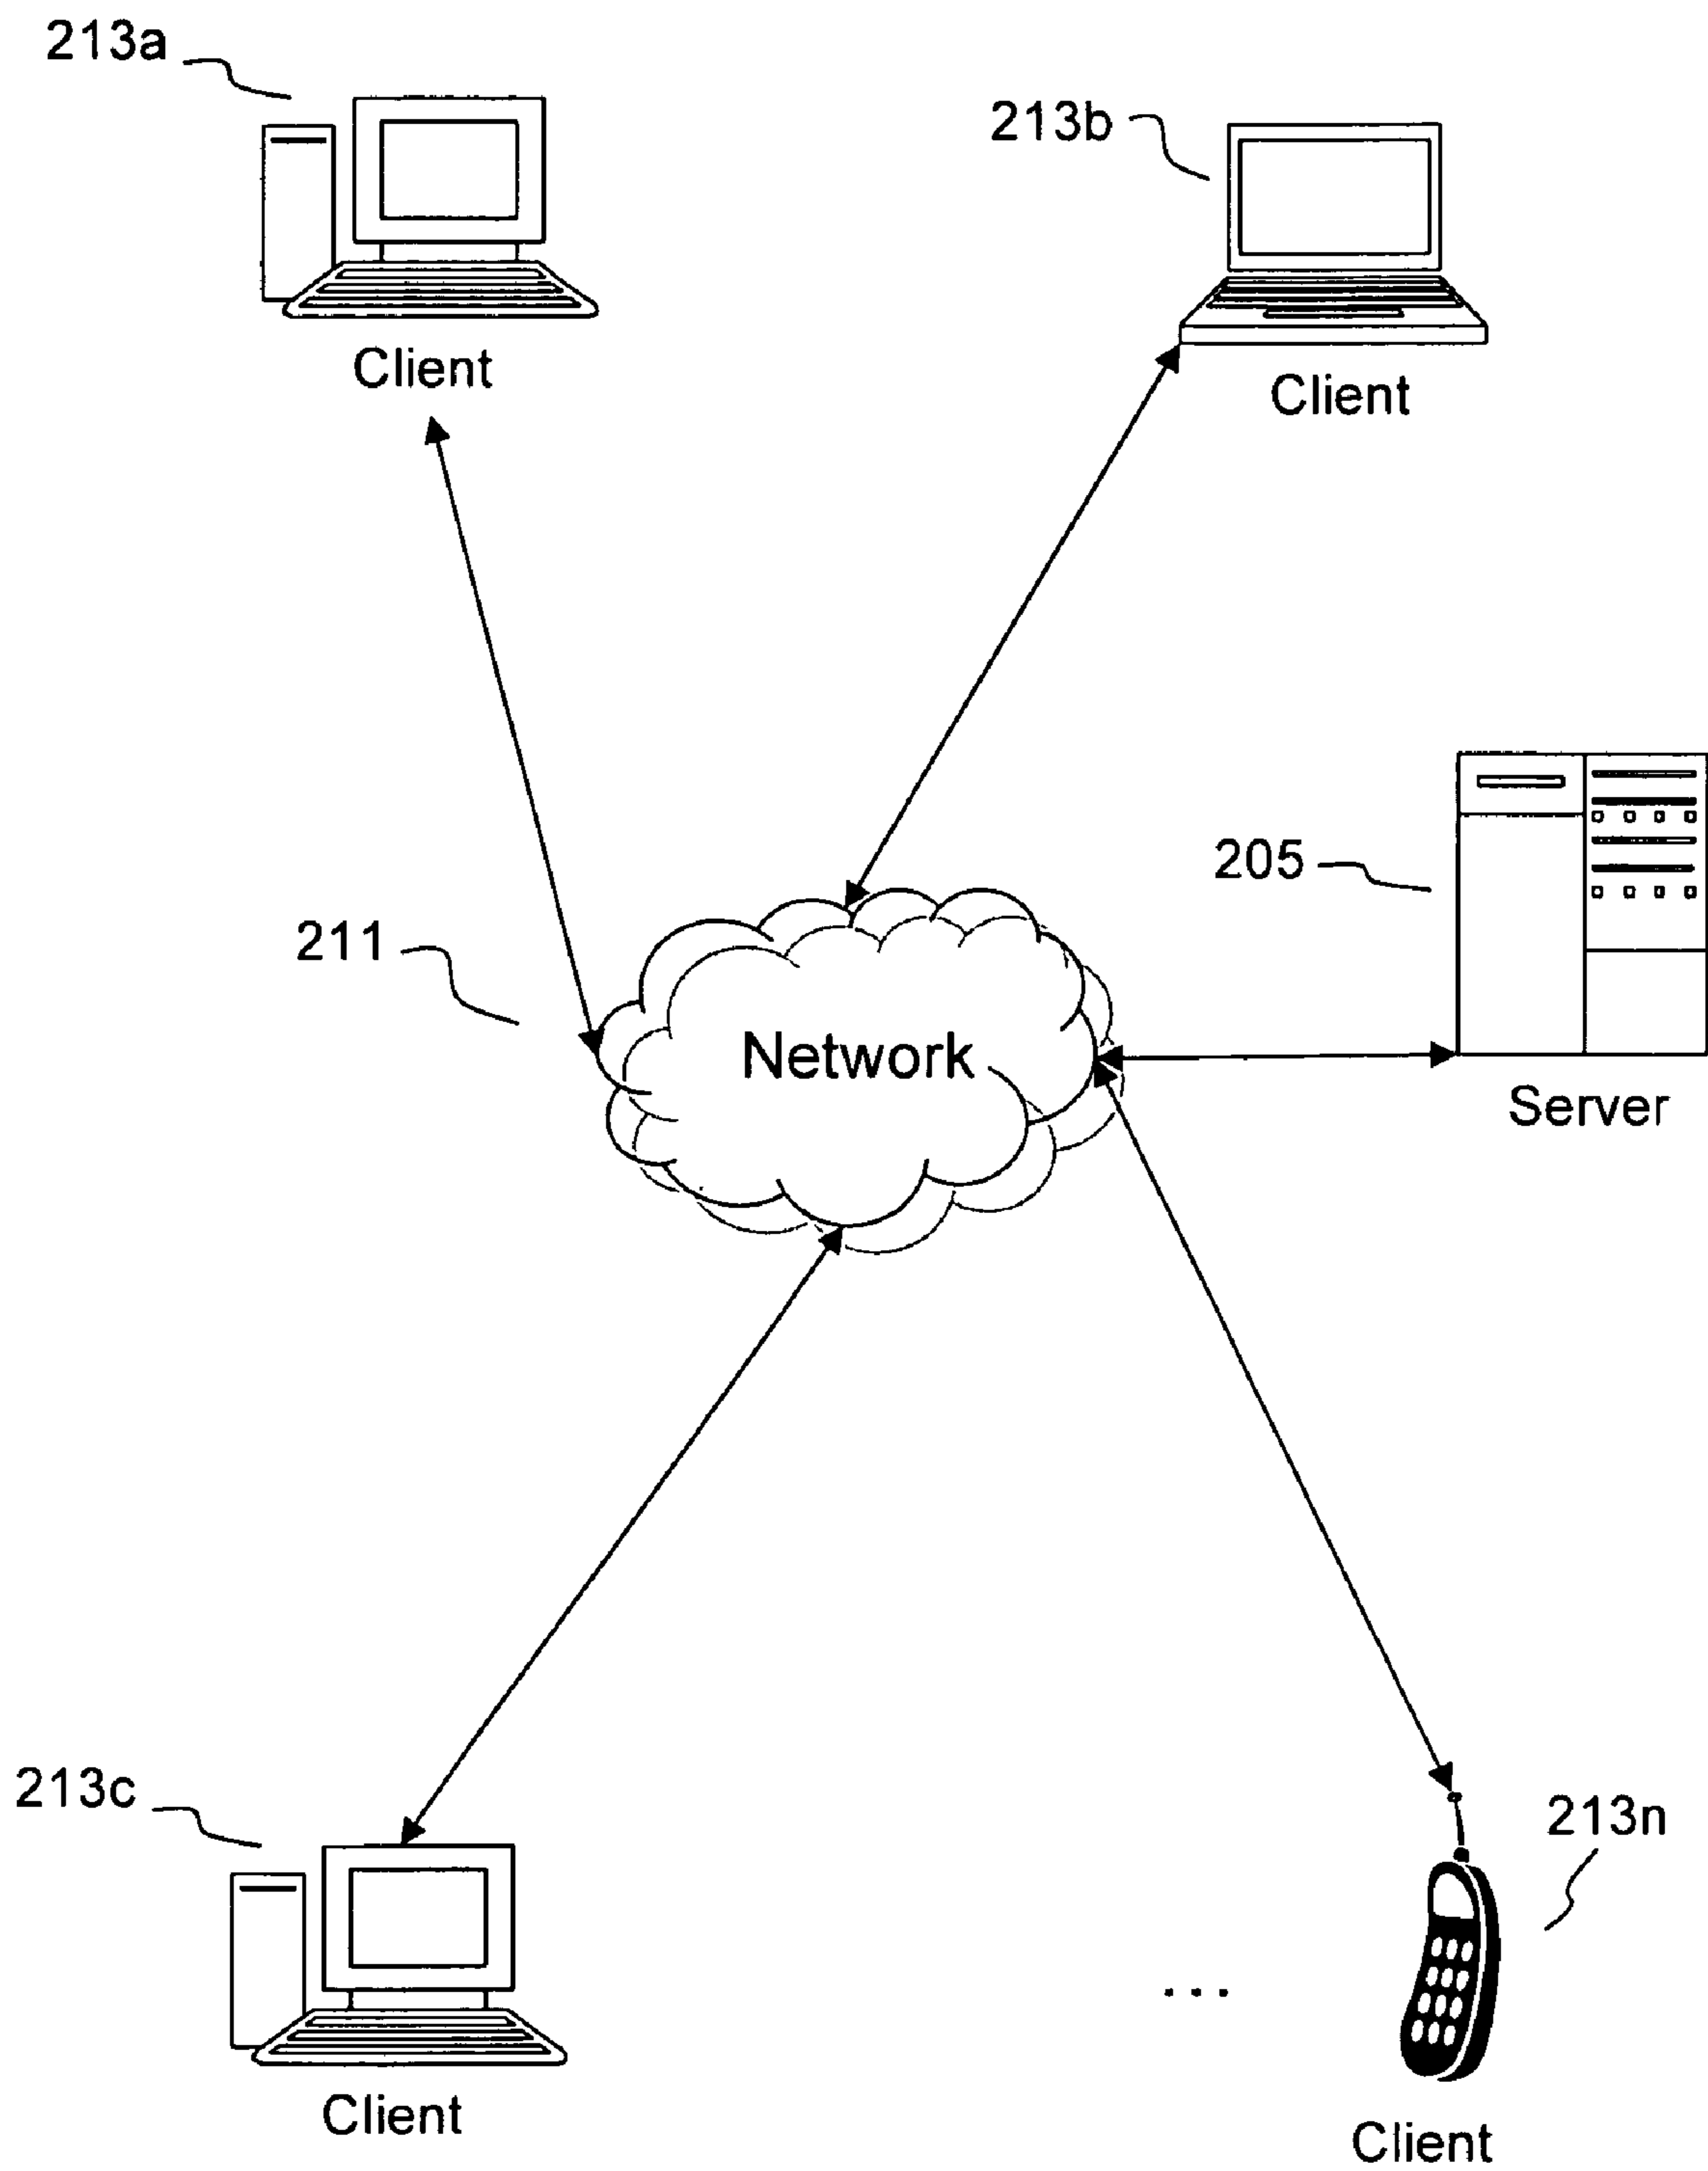 213a
213b
Client
Client
205
211
Network
Server
213c
213n
...
Client
Client